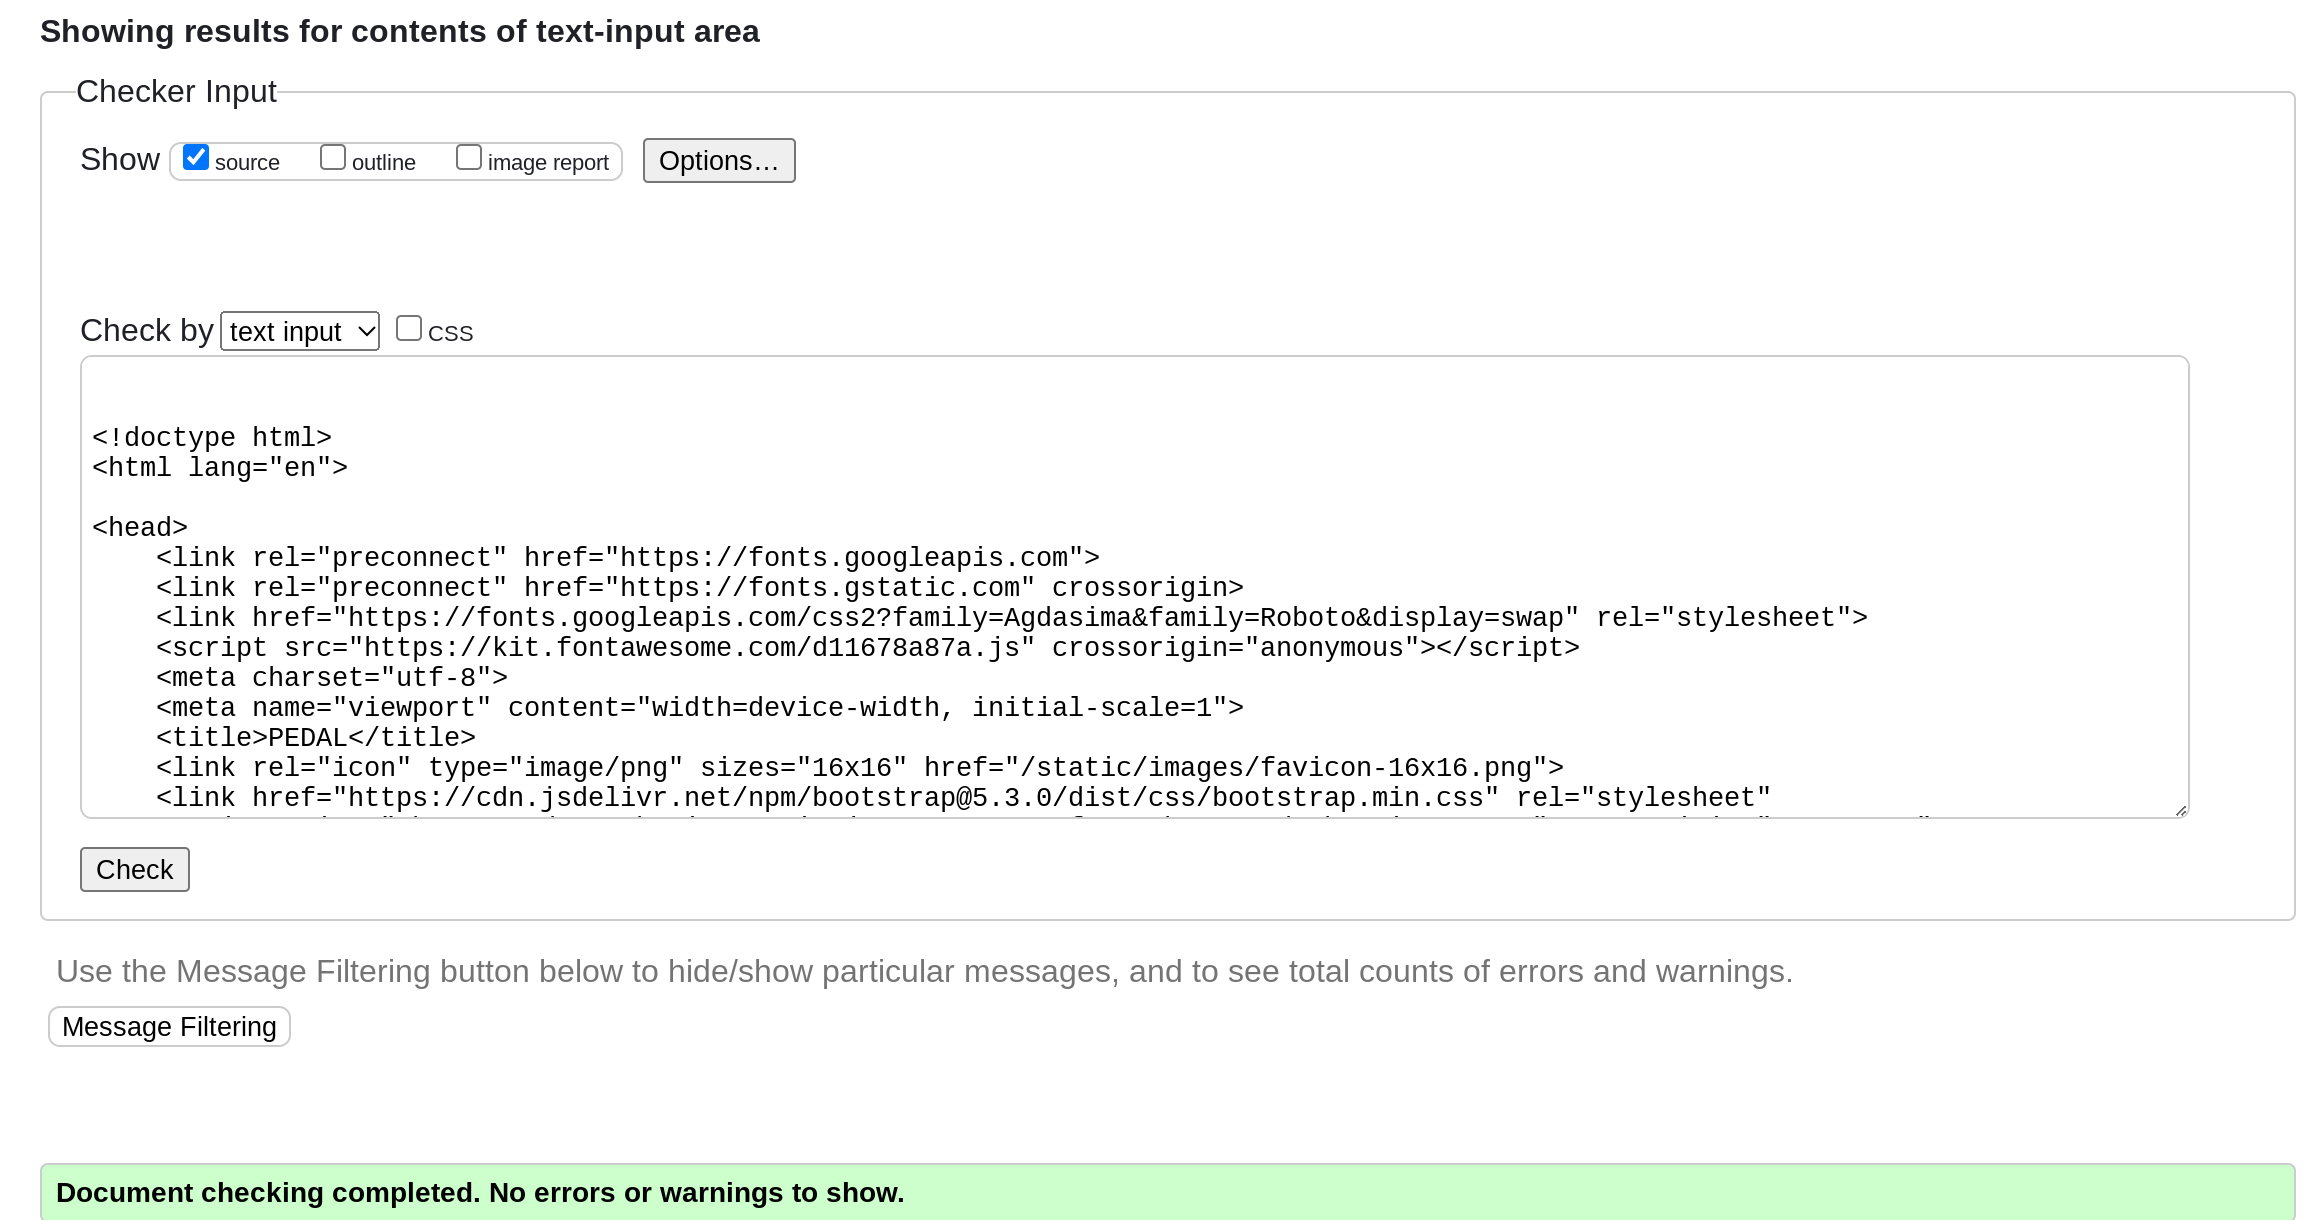 Showing results for contents of text-input area
Checker Input
Show source outline image report Options…
Check by text input CSS
<!doctype html>
<html lang="en">
<head>
<link rel="preconnect" href="https://fonts.googleapis.com">
<link rel="preconnect" href="https://fonts.gstatic.com" crossorigin>
<link href="https://fonts.googleapis.com/css2?family=Agdasima&family=Roboto&display=swap" rel="stylesheet">
<script src="https://kit.fontawesome.com/d11678a87a.js" crossorigin="anonymous"></script>
<meta charset="utf-8">
<meta name="viewport" content="width=device-width, initial-scale=1">
<title>PEDAL</title>
<link rel="icon" type="image/png" sizes="16x16" href="/static/images/favicon-16x16.png">
<link href="https://cdn.jsdelivr.net/npm/bootstrap@5.3.0/dist/css/bootstrap.min.css" rel="stylesheet"
Check
Use the Message Filtering button below to hide/show particular messages, and to see total counts of errors and warnings.
Message Filtering
Document checking completed. No errors or warnings to show.